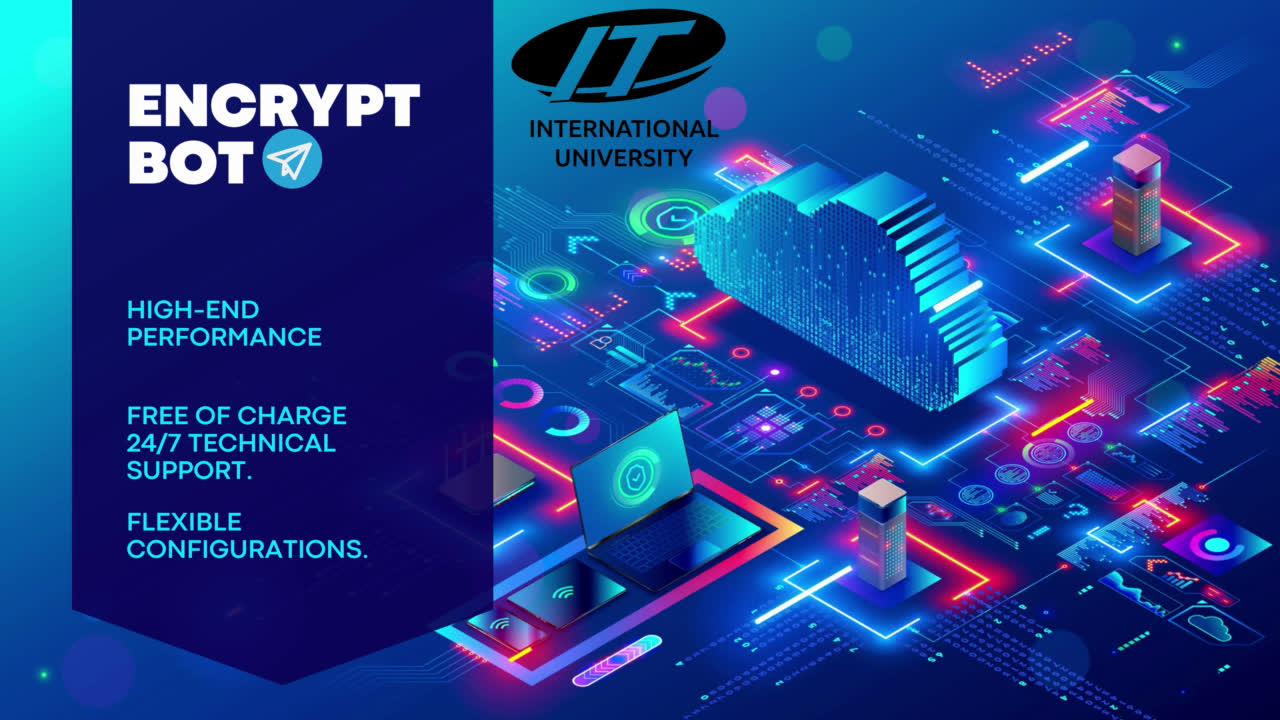 ENCRYPT
BOT
IT
INTERNATIONAL
UNIVERSITY
HIGH-END
PERFORMANCE
FREE OF CHARGE
24/7 TECHNICAL
SUPPORT.
FLEXIBLE
CONFIGURATIONS.